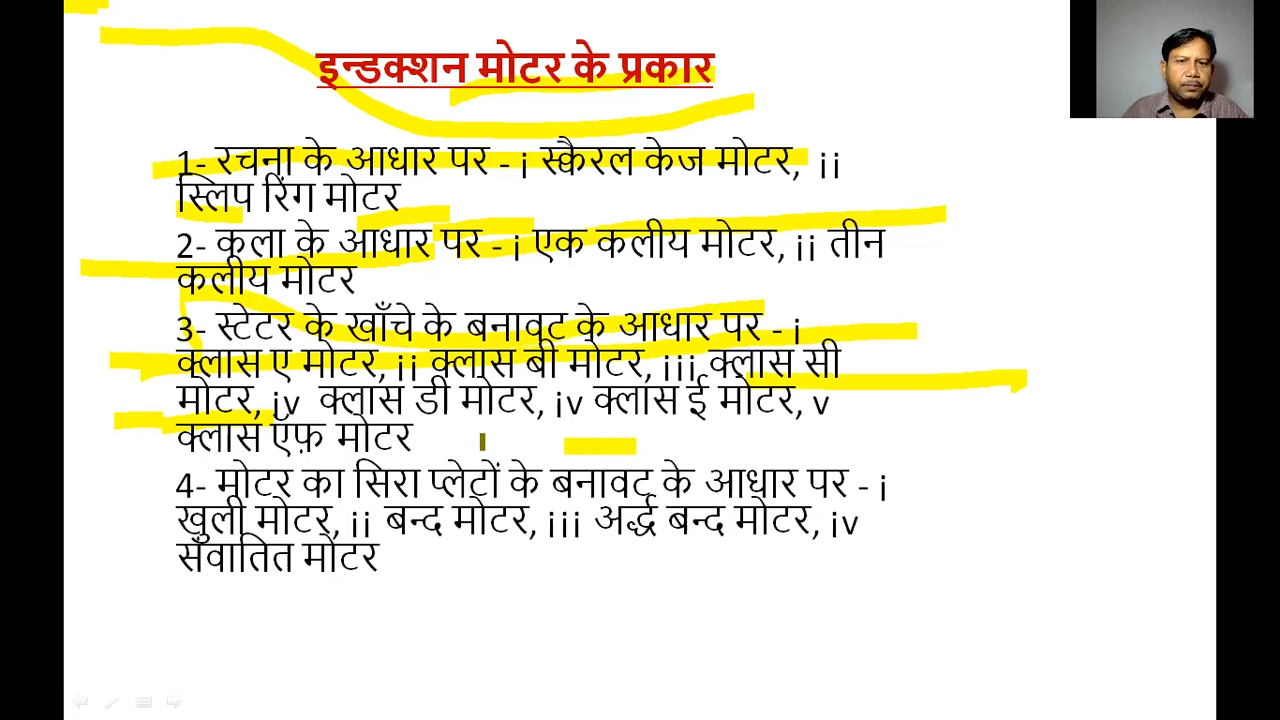 इन्डक्शन मोटर के प्रकार
1- रचना के आधार पर - i स्कैरल केज मोटर, ii
स्लिप रिंग मोटर
2- कला के आधार पर - i एक कलीय मोटर, ii तीन
कलीय मोटर
3- स्टेटर के खाँचे के बनावट के आधार पर - i
क्लास ए मोटर, ii क्लास बी मोटर, iii क्लास सी
मोटर, iv क्लास डी मोटर, iv क्लास ई मोटर, v
क्लास ऍफ़ मोटर
4- मोटर का सिरा प्लेटों के बनावट के आधार पर - i
खुली मोटर, ii बन्द मोटर, iii अर्द्ध बन्द मोटर, iv
संवातित मोटर